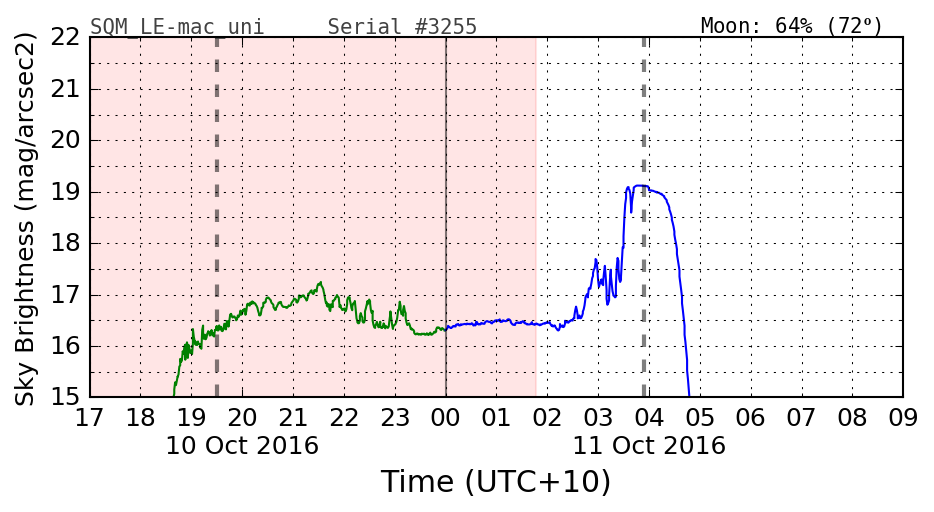 SQM_LE-mac_uni Serial #3255 Moon: 64% (72°)
22
21
20
19
18
17
16
15
Sky Brightness (mag/arcsec2)
17 18 19 20 21 22 23 00 01 02 03 04 05 06 07 08 09
10 Oct 2016 11 Oct 2016
Time (UTC+10)